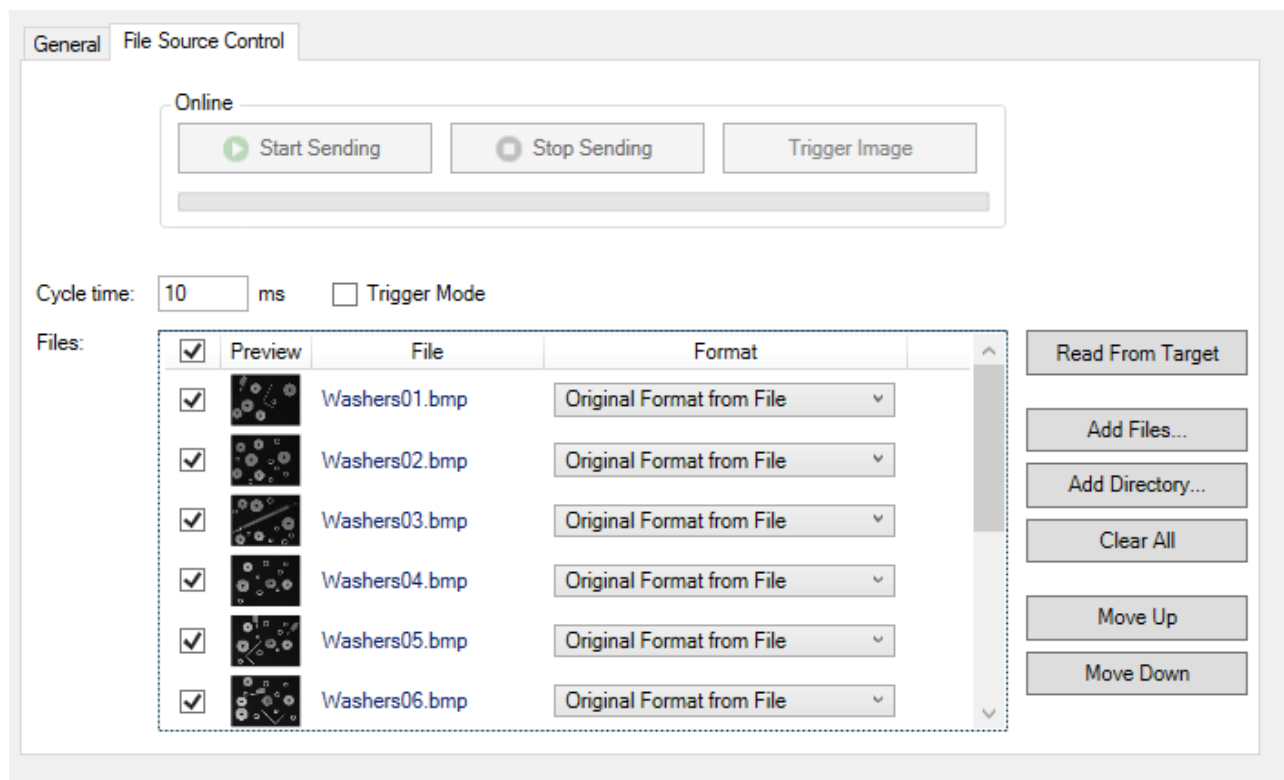 General File Source Control
Online
Start Sending Stop Sending Trigger Image
Cycle time: 10 ms Trigger Mode
Files:
Preview File Format
Washers01.bmp Original Format from File
Washers02.bmp Original Format from File
Washers03.bmp Original Format from File
Washers04.bmp Original Format from File
Washers05.bmp Original Format from File
Washers06.bmp Original Format from File
Read From Target
Add Files...
Add Directory...
Clear All
Move Up
Move Down